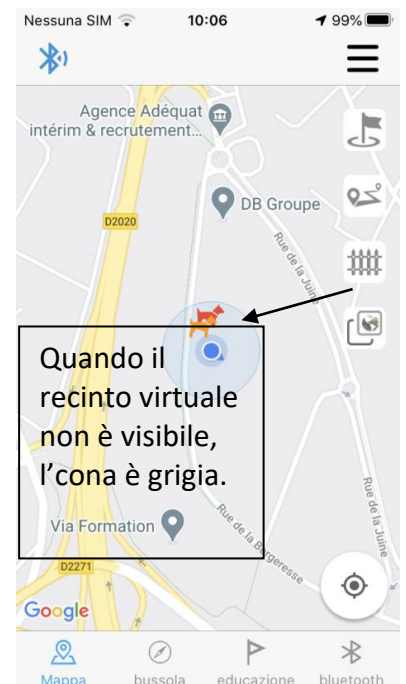 Nessuna SIM 10:06 99%
Agence Adéquat
intérim & recrutement...
DB Groupe
D2020
Rue de la Juine
Quando il
recinto virtuale
non è visibile,
l'cona è grigia.
Rue de la Juine
Via Formation
Rue de la Bergeresse
D2271
Google
Mappa bussola educazione bluetooth